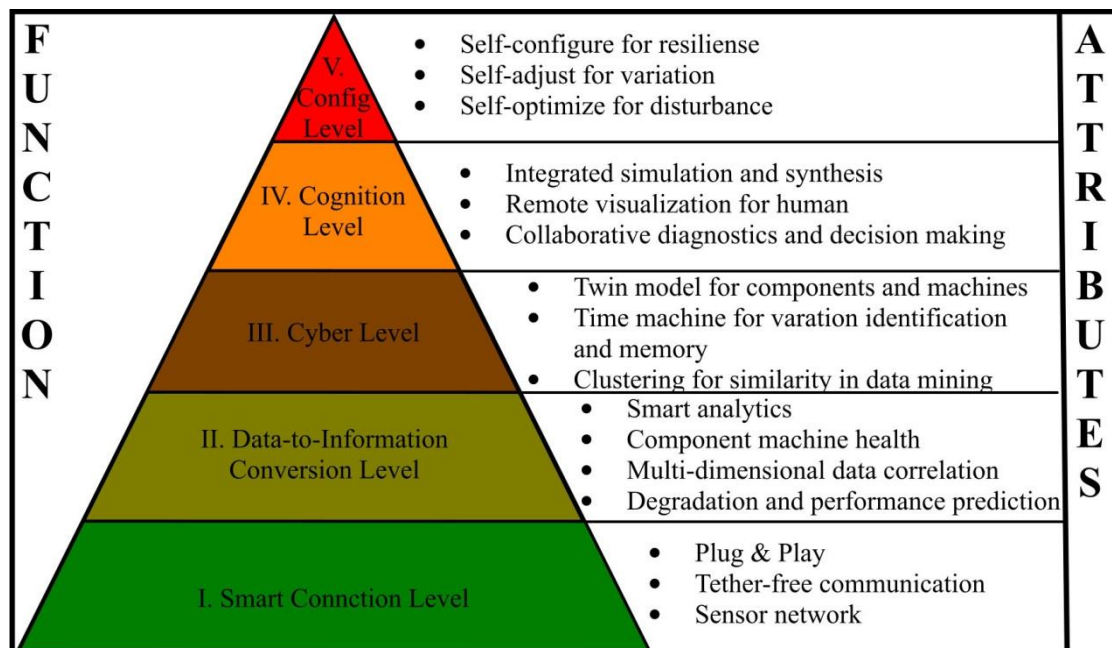 FUNCTION
V.
Config
Level
• Self-configure for resiliense
• Self-adjust for variation
• Self-optimize for disturbance
IV. Cognition
Level
• Integrated simulation and synthesis
• Remote visualization for human
• Collaborative diagnostics and decision making
III. Cyber Level
• Twin model for components and machines
• Time machine for varation identification
and memory
• Clustering for similarity in data mining
II. Data-to-Information
Conversion Level
• Smart analytics
• Component machine health
• Multi-dimensional data correlation
• Degradation and performance prediction
I. Smart Connction Level
• Plug & Play
• Tether-free communication
• Sensor network
ATTRIBUTES